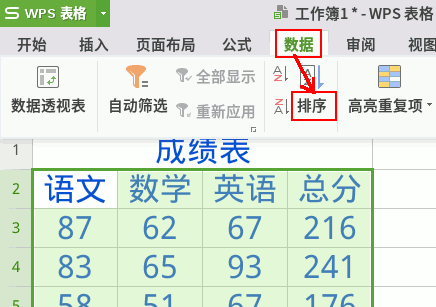 WPS 表格 工作簿1 * - WPS 表格
开始 插入 页面布局 公式 数据 审阅 视图
数据透视表 自动筛选 全部显示 重新应用 排序 高亮重复项
1 成绩表
2 语文 数学 英语 总分
3 87 62 67 216
4 83 65 93 241
58 51 67 176